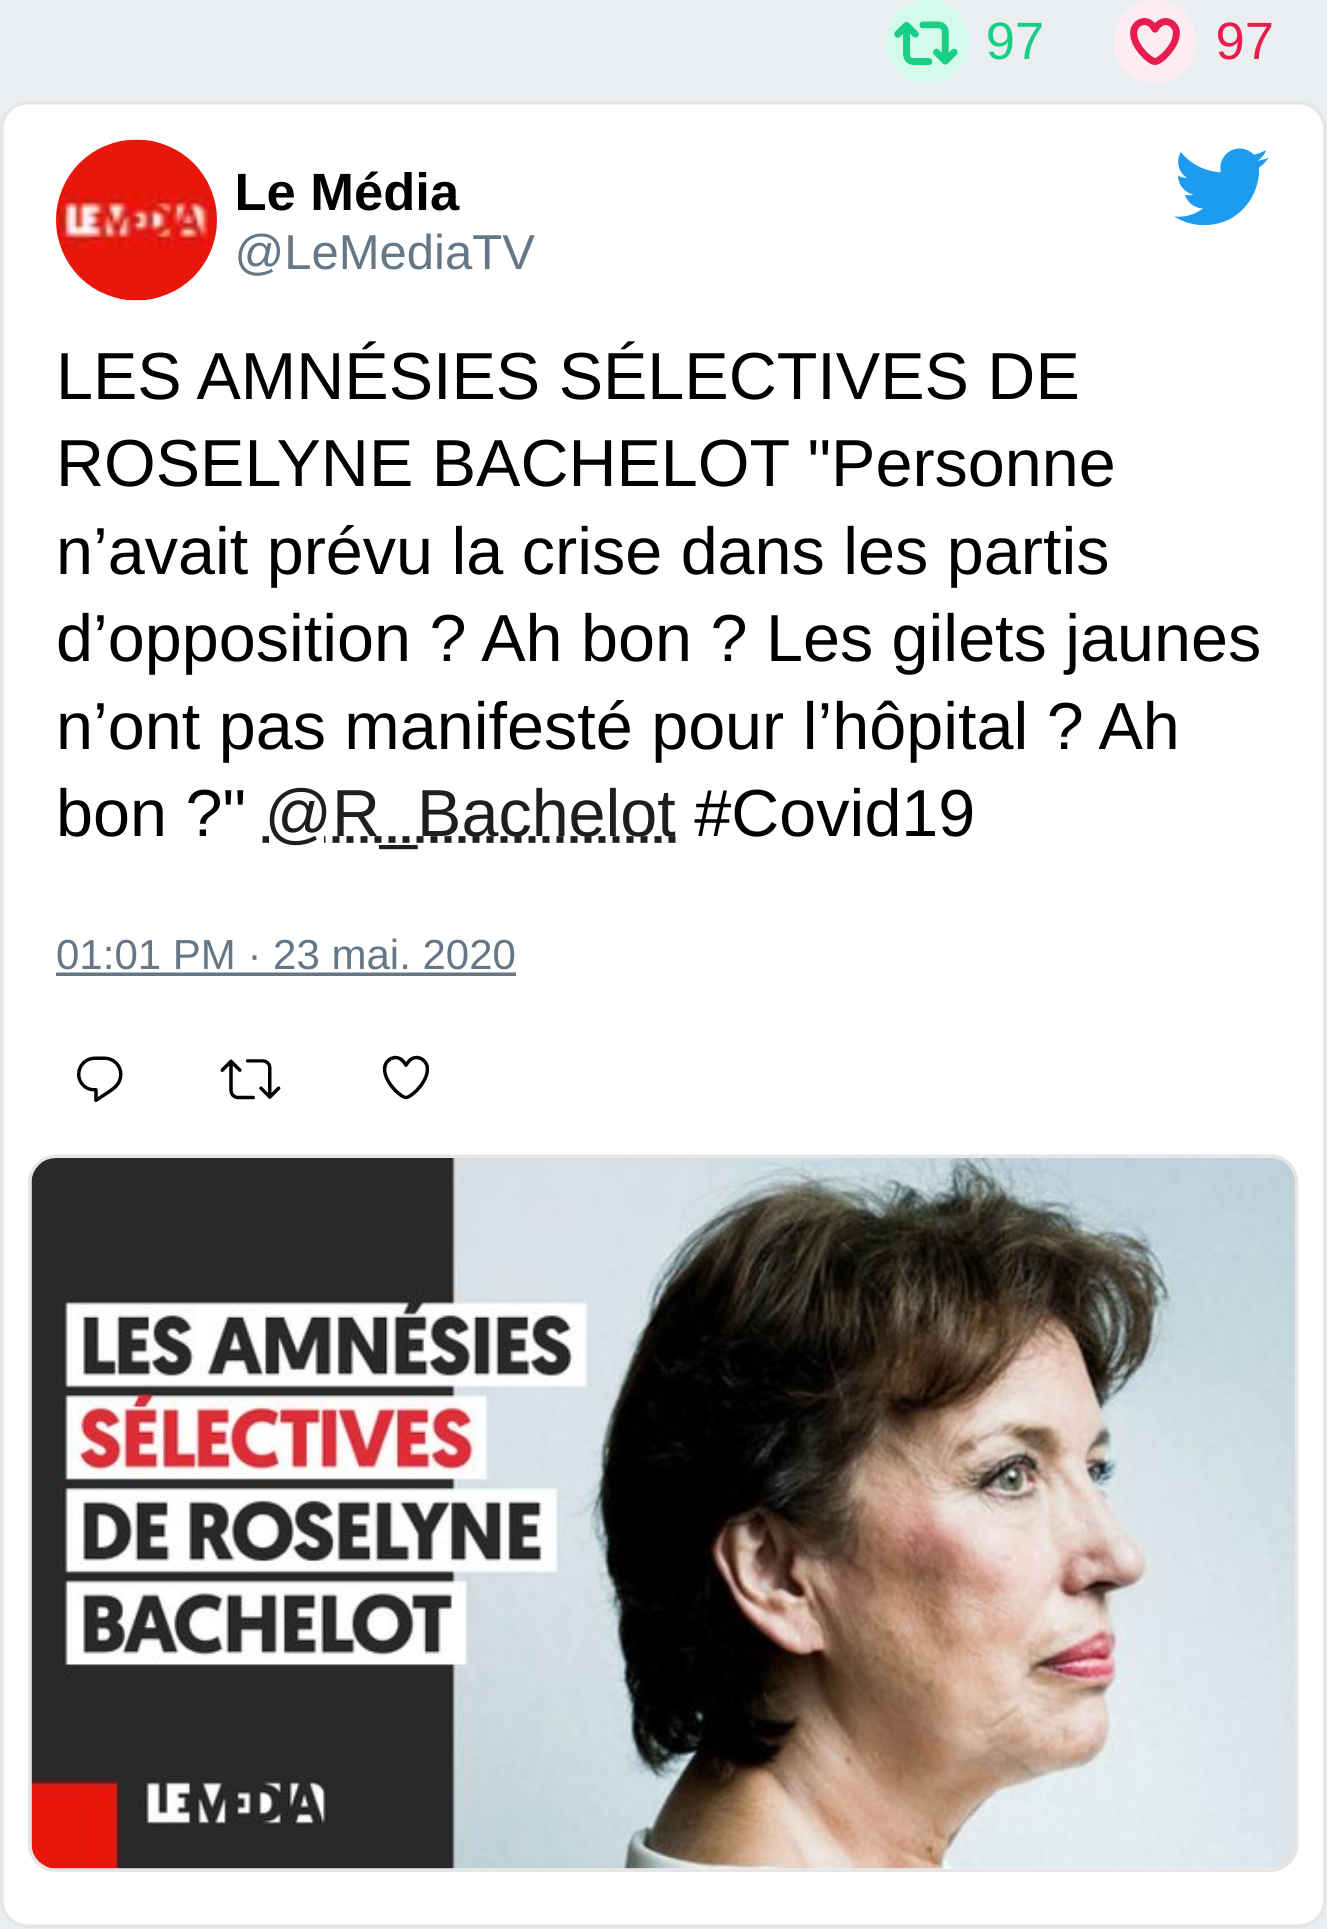 97 97
LE MEDIA
Le Média
@LeMediaTV
LES AMNÉSIES SÉLECTIVES DE
ROSELYNE BACHELOT "Personne
n’avait prévu la crise dans les partis
d’opposition ? Ah bon ? Les gilets jaunes
n’ont pas manifesté pour l’hôpital ? Ah
bon ?" @R_Bachelot #Covid19
01:01 PM · 23 mai. 2020
LES AMNÉSIES
SÉLECTIVES
DE ROSELYNE
BACHELOT
LE MEDIA